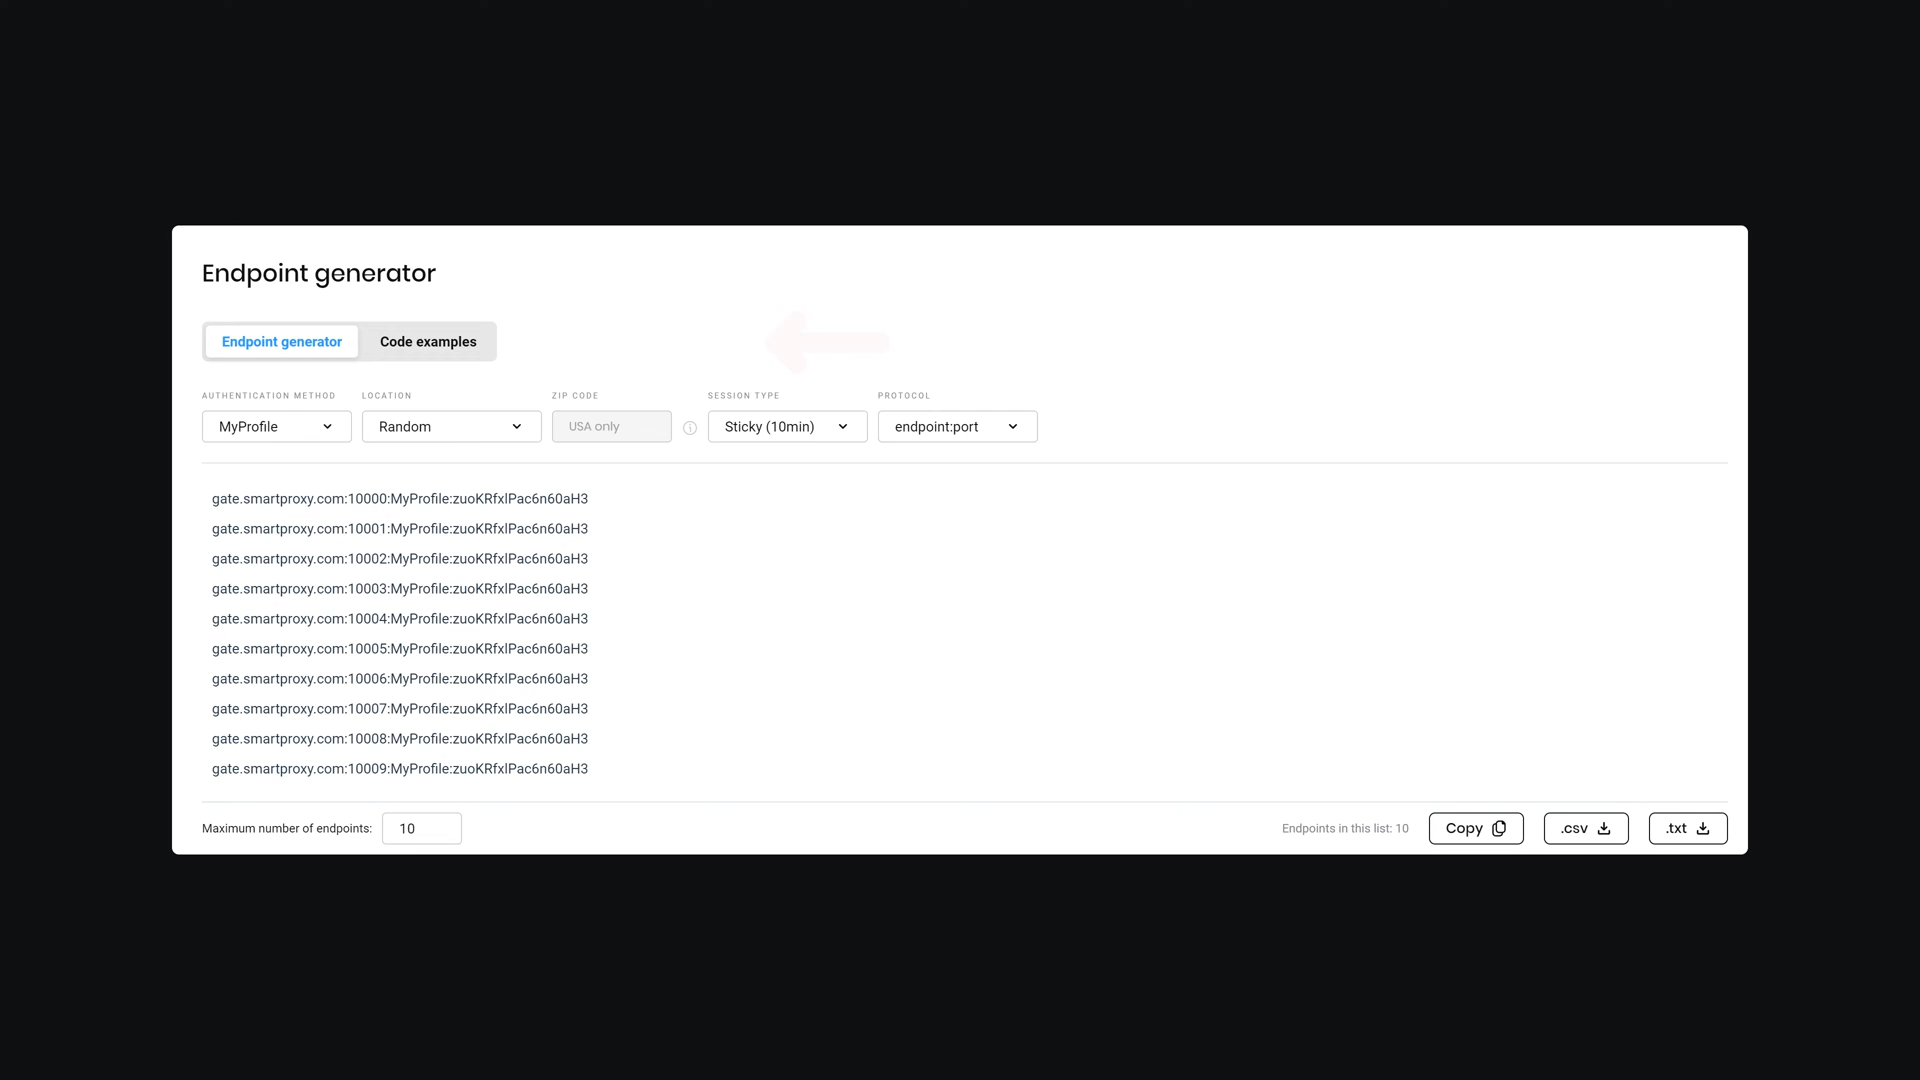 Endpoint generator
Endpoint generator Code examples
AUTHENTICATION METHOD LOCATION ZIP CODE SESSION TYPE PROTOCOL
MyProfile Random USA only Sticky (10min) endpoint:port
gate.smartproxy.com:10000:MyProfile:zuoKRfxlPac6n60aH3
gate.smartproxy.com:10001:MyProfile:zuoKRfxlPac6n60aH3
gate.smartproxy.com:10002:MyProfile:zuoKRfxlPac6n60aH3
gate.smartproxy.com:10003:MyProfile:zuoKRfxlPac6n60aH3
gate.smartproxy.com:10004:MyProfile:zuoKRfxlPac6n60aH3
gate.smartproxy.com:10005:MyProfile:zuoKRfxlPac6n60aH3
gate.smartproxy.com:10006:MyProfile:zuoKRfxlPac6n60aH3
gate.smartproxy.com:10007:MyProfile:zuoKRfxlPac6n60aH3
gate.smartproxy.com:10008:MyProfile:zuoKRfxlPac6n60aH3
gate.smartproxy.com:10009:MyProfile:zuoKRfxlPac6n60aH3
Maximum number of endpoints: 10 Endpoints in this list: 10 Copy .csv .txt